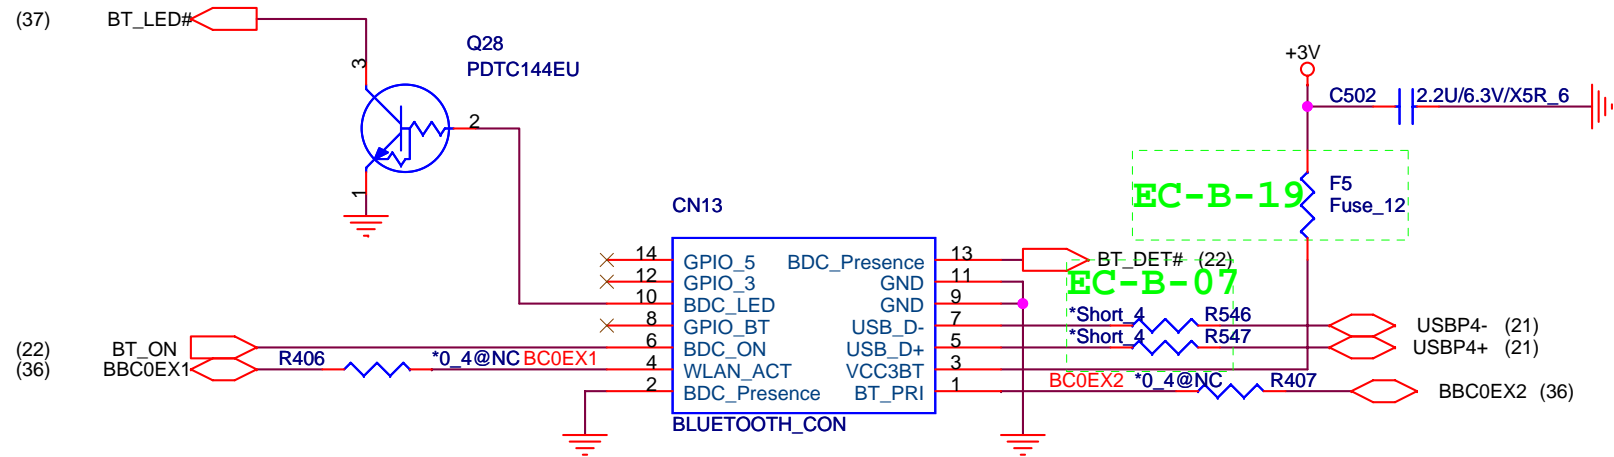 (37) BT_LED#
Q28
PDTC144EU
3
2
1
+3V
C502 2.2U/6.3V/X5R_6
EC-B-19
F5
Fuse_12
CN13
14 GPIO_5 BDC_Presence 13 BT_DET# (22)
12 GPIO_3 GND 11
EC-B-07
10 BDC_LED GND 9
8 GPIO_BT USB_D- 7 *Short_4 R546 USBP4- (21)
(22) BT_ON 6 BDC_ON USB_D+ 5 *Short_4 R547 USBP4+ (21)
(36) BBC0EX1 R406 *0_4@NC BC0EX1 4 WLAN_ACT VCC3BT 3
2 BDC_Presence BT_PRI 1 BC0EX2 *0_4@NC R407 BBC0EX2 (36)
BLUETOOTH_CON